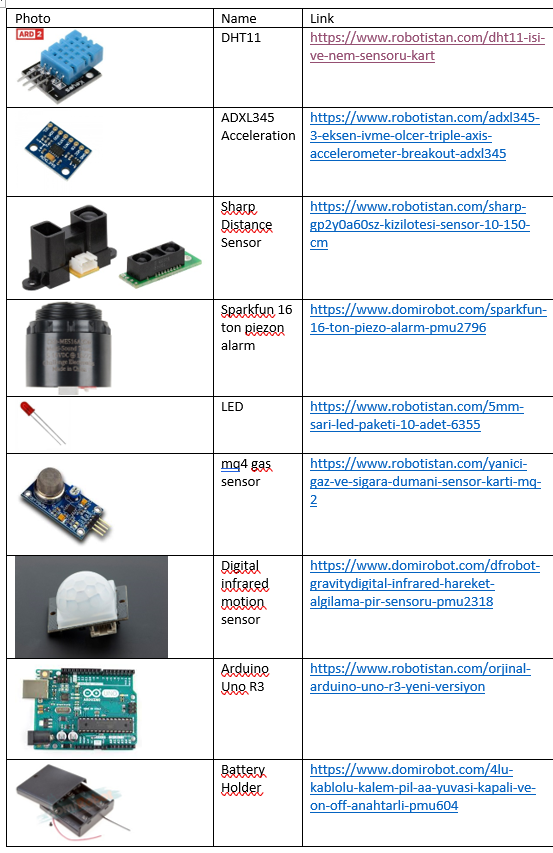 Photo Name Link
ARD 2
DHT11
https://www.robotistan.com/dht11-isi-
ve-nem-sensoru-kart
ADXL345
Acceleration
https://www.robotistan.com/adxl345-
3-eksen-ivme-olcer-triple-axis-
accelerometer-breakout-adxl345
Sharp
Distance
Sensor
https://www.robotistan.com/sharp-
gp2y0a60sz-kizilotesi-sensor-10-150-
cm
Sparkfun 16
ton piezon
alarm
https://www.domirobot.com/sparkfun-
16-ton-piezo-alarm-pmu2796
LED
https://www.robotistan.com/5mm-
sari-led-paketi-10-adet-6355
mq4 gas
sensor
https://www.robotistan.com/yanici-
gaz-ve-sigara-dumani-sensor-karti-mq-
2
Digital
infrared
motion
sensor
https://www.domirobot.com/dfrobot-
gravitydigital-infrared-hareket-
algilama-pir-sensoru-pmu2318
Arduino
Uno R3
https://www.robotistan.com/orjinal-
arduino-uno-r3-yeni-versiyon
ARDUINO
Battery
Holder
https://www.domirobot.com/4lu-
kablolu-kalem-pil-aa-yuvasi-kapali-ve-
on-off-anahtarli-pmu604